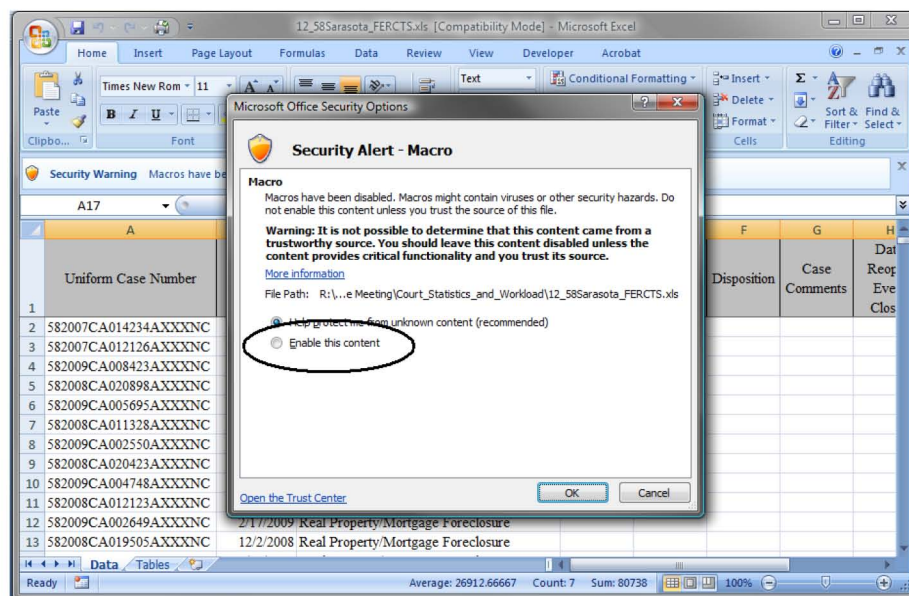 12_58Sarasota_FERCTS.xls [Compatibility Mode] - Microsoft Excel
Home Insert Page Layout Formulas Data Review View Developer Acrobat
Times New Rom 11 Text Conditional Formatting Insert Σ
Paste Delete
B I U Format Sort & Filter Find & Select
Clipbo... Font Cells Editing
Security Warning Macros have be
A17
A F G H
Uniform Case Number Disposition Case Comments Dat Reop Eve Clos
1
Microsoft Office Security Options
Security Alert - Macro
Macro
Macros have been disabled. Macros might contain viruses or other security hazards. Do
not enable this content unless you trust the source of this file.
Warning: It is not possible to determine that this content came from a
trustworthy source. You should leave this content disabled unless the
content provides critical functionality and you trust its source.
More information
File Path: R:\...e Meeting\Court_Statistics_and_Workload\12_58Sarasota_FERCTS.xls
Help protect me from unknown content (recommended)
Enable this content
Open the Trust Center OK Cancel
2 582007CA014234AXXXNC
3 582007CA012126AXXXNC
4 582009CA008423AXXXNC
5 582008CA020898AXXXNC
6 582009CA005695AXXXNC
7 582008CA011328AXXXNC
8 582009CA002550AXXXNC
9 582008CA020423AXXXNC
10 582009CA004748AXXXNC
11 582008CA012123AXXXNC
12 582009CA002649AXXXNC 2/17/2009 Real Property/Mortgage Foreclosure
13 582008CA019505AXXXNC 12/2/2008 Real Property/Mortgage Foreclosure
Data Tables
Ready Average: 26912.66667 Count: 7 Sum: 80738 100%